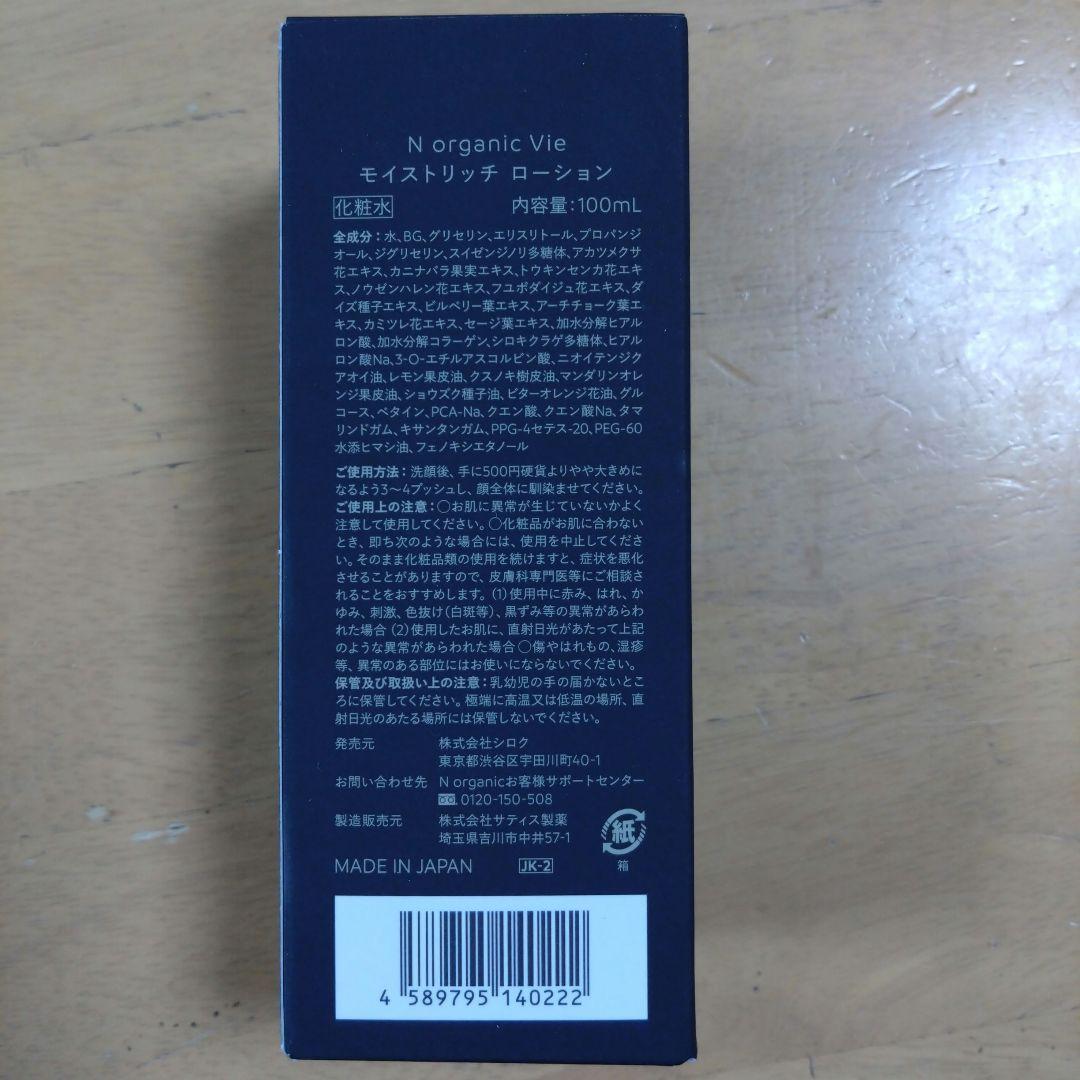 N organic Vie
モイストリッチ ローション
化粧水 内容量:100mL
全成分:水、BG、グリセリン、エリスリトール、プロパンジ
オール、ジグリセリン、スイゼンジノリ多糖体、アカツメクサ
花エキス、カニナバラ果実エキス、トウキンセンカ花エキ
ス、ノウゼンハレン花エキス、フユボダイジュ花エキス、ダ
イズ種子エキス、ビルベリー葉エキス、アーチチョーク葉エ
キス、カミツレ花エキス、セージ葉エキス、加水分解ヒアル
ロン酸、加水分解コラーゲン、シロキクラゲ多糖体、ヒアル
ロン酸Na、3-O-エチルアスコルビン酸、ニオイテンジク
アオイ油、レモン果皮油、クスノキ樹皮油、マンダリンオレ
ンジ果皮油、ショウズク種子油、ビターオレンジ花油、グル
コース、ベタイン、PCA-Na、クエン酸、クエン酸Na、タマ
リンドガム、キサンタンガム、PPG-4セテス-20、PEG-60
水添ヒマシ油、フェノキシエタノール
ご使用方法:洗顔後、手に500円硬貨よりやや大きめに
なるよう3〜4プッシュし、顔全体に馴染ませてください。
ご使用上の注意:○お肌に異常が生じていないかよく
注意して使用してください。○化粧品がお肌に合わない
とき、即ち次のような場合には、使用を中止してくださ
い。そのまま化粧品類の使用を続けますと、症状を悪化
させることがありますので、皮膚科専門医等にご相談さ
れることをおすすめします。(1)使用中に赤み、はれ、か
ゆみ、刺激、色抜け(白斑等)、黒ずみ等の異常があらわ
れた場合 (2)使用したお肌に、直射日光があたって上記
のような異常があらわれた場合 ○傷やはれもの、湿疹
等、異常のある部位にはお使いにならないでください。
保管及び取扱い上の注意:乳幼児の手の届かないとこ
ろに保管してください。極端に高温又は低温の場所、直
射日光のあたる場所には保管しないでください。
発売元 株式会社シロク
東京都渋谷区宇田川町40-1
お問い合わせ先 N organicお客様サポートセンター
0120-150-508
製造販売元 株式会社サティス製薬
埼玉県吉川市中井57-1
紙
箱
MADE IN JAPAN JK-2
4 589795 140222